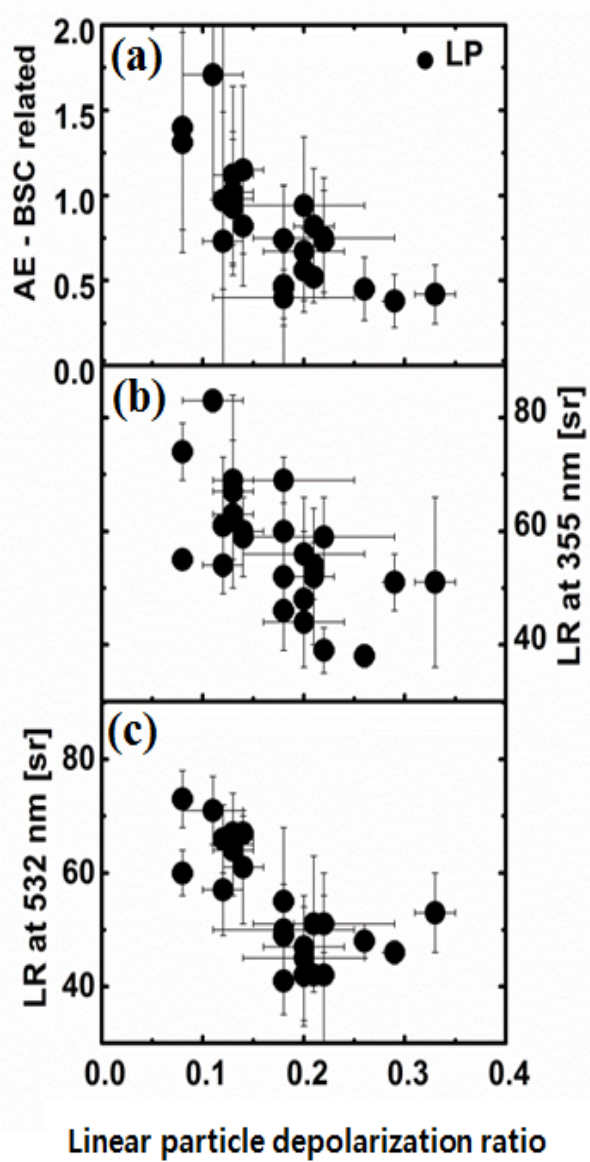 (a)
LP
AE - BSC related
2.0
1.5
1.0
0.5
0.0
(b)
LR at 355 nm [sr]
80
60
40
(c)
LR at 532 nm [sr]
80
60
40
0.0 0.1 0.2 0.3 0.4
Linear particle depolarization ratio